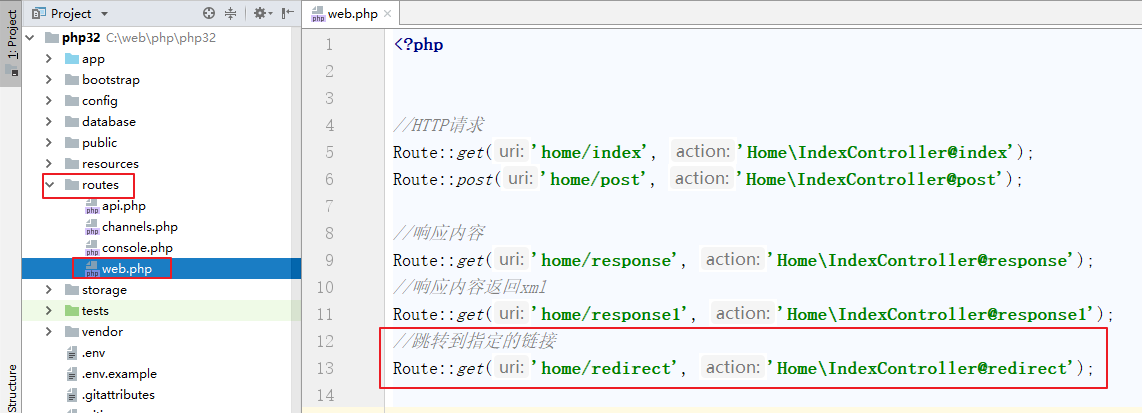 1: Project
Project
web.php
php32 C:\web\php\php32
app
bootstrap
config
database
public
resources
routes
php api.php
php channels.php
php console.php
php web.php
storage
tests
vendor
.env
.env.example
.gitattributes
Structure
1 <?php
2
3
4 //HTTP请求
5 Route::get( uri: 'home/index', action: 'Home\IndexController@index');
6 Route::post( uri: 'home/post', action: 'Home\IndexController@post');
7
8 //响应内容
9 Route::get( uri: 'home/response', action: 'Home\IndexController@response');
10 //响应内容返回xml
11 Route::get( uri: 'home/response1', action: 'Home\IndexController@response1');
12 //跳转到指定的链接
13 Route::get( uri: 'home/redirect', action: 'Home\IndexController@redirect');
14